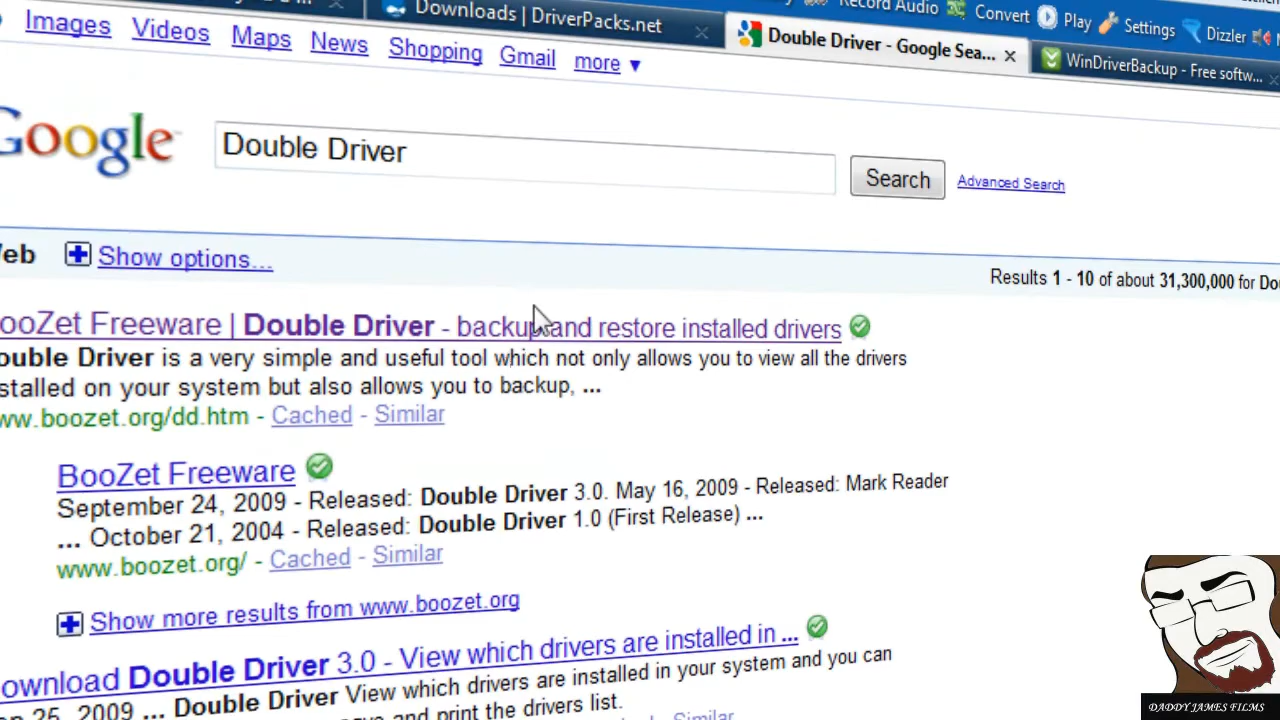 Downloads | DriverPacks.net
Record Audio Convert Play Settings Dizzler
Double Driver - Google Sea...
WinDriverBackup - Free softw...
Images Videos Maps News Shopping Gmail more ▼
Google
Double Driver
Search
Advanced Search
Web
Show options...
Results 1 - 10 of about 31,300,000 for Do
ooZet Freeware | Double Driver - backup and restore installed drivers
ouble Driver is a very simple and useful tool which not only allows you to view all the drivers
stalled on your system but also allows you to backup, ...
ww.boozet.org/dd.htm - Cached - Similar
BooZet Freeware
September 24, 2009 - Released: Double Driver 3.0. May 16, 2009 - Released: Mark Reader
... October 21, 2004 - Released: Double Driver 1.0 (First Release) ...
www.boozet.org/ - Cached - Similar
Show more results from www.boozet.org
ownload Double Driver 3.0 - View which drivers are installed in ...
25, 2009 ... Double Driver View which drivers are installed in your system and you can
and print the drivers list.
Similar
DADDY JAMES FILMS